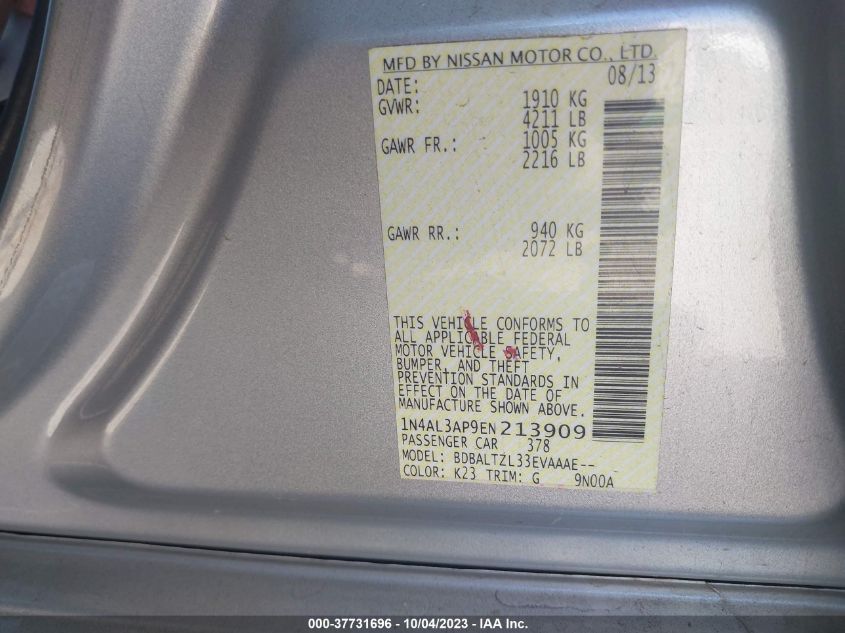 MFD BY NISSAN MOTOR CO., LTD.
DATE: 08/13
GVWR: 1910 KG
4211 LB
GAWR FR.: 1005 KG
2216 LB
GAWR RR.: 940 KG
2072 LB
THIS VEHICLE CONFORMS TO
ALL APPLICABLE FEDERAL
MOTOR VEHICLE SAFETY,
BUMPER, AND THEFT
PREVENTION STANDARDS IN
EFFECT ON THE DATE OF
MANUFACTURE SHOWN ABOVE.
1N4AL3AP9EN213909
PASSENGER CAR 378
MODEL: BDBALTZL33EVAAAE--
COLOR: K23 TRIM: G 9N00A
000-37731696 - 10/04/2023 - IAA Inc.